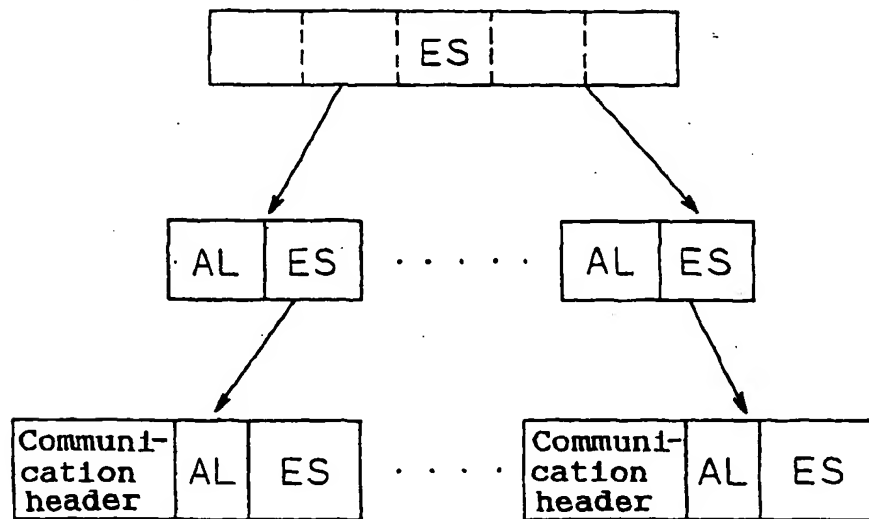 ES
AL ES ..... AL ES
Communi-
cation
header
AL ES .... Communi-
cation
header
AL ES